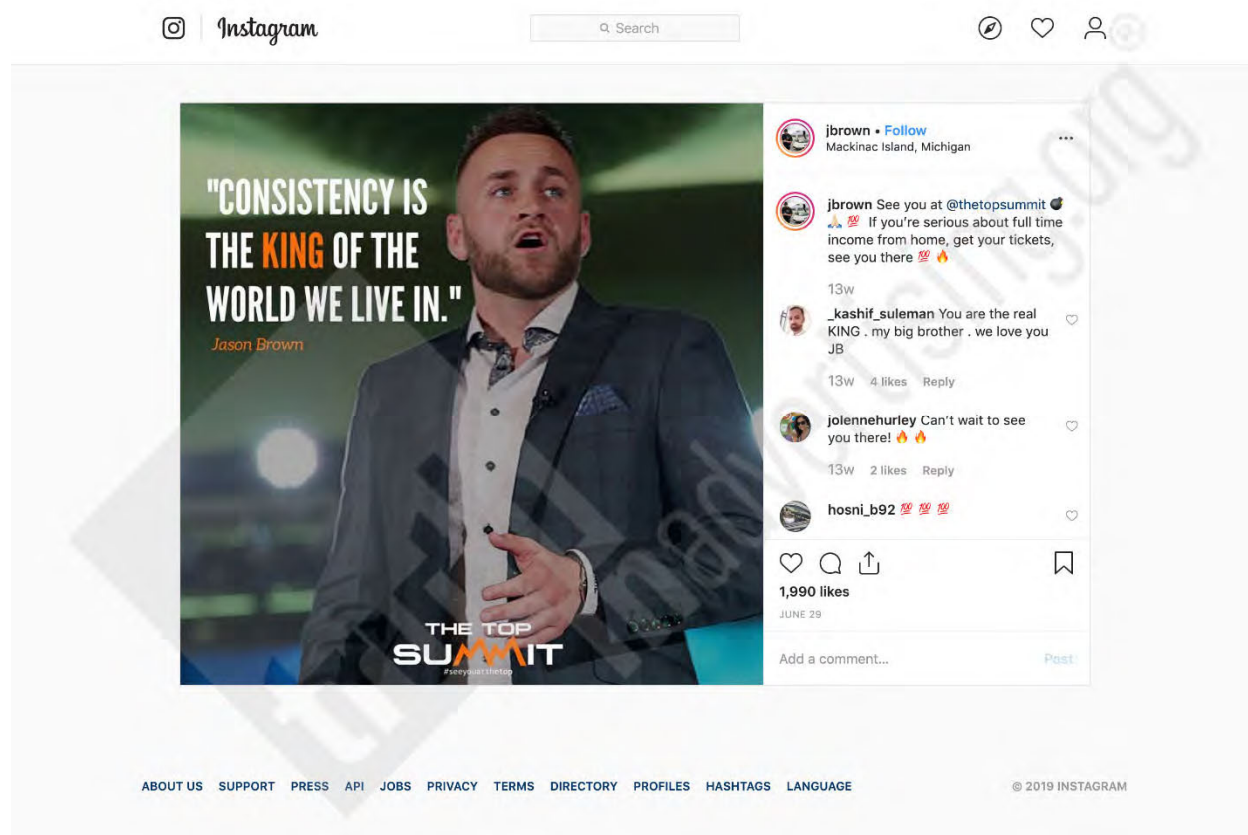 Instagram
Search
"CONSISTENCY IS
THE KING OF THE
WORLD WE LIVE IN."
Jason Brown
THE TOP
SUMMIT
#seeyouatthetop
jbrown • Follow
Mackinac Island, Michigan
jbrown See you at @thetopsummit 💣
🙏🏻 💯 If you're serious about full time
income from home, get your tickets,
see you there 💯 🔥
13w
_kashif_suleman You are the real
KING . my big brother . we love you
JB
13w 4 likes Reply
jolennehurley Can't wait to see
you there! 🔥 🔥
13w 2 likes Reply
hosni_b92 💯 💯 💯
1,990 likes
JUNE 29
Add a comment... Post
ABOUT US SUPPORT PRESS API JOBS PRIVACY TERMS DIRECTORY PROFILES HASHTAGS LANGUAGE © 2019 INSTAGRAM
truthinadvertising.org®